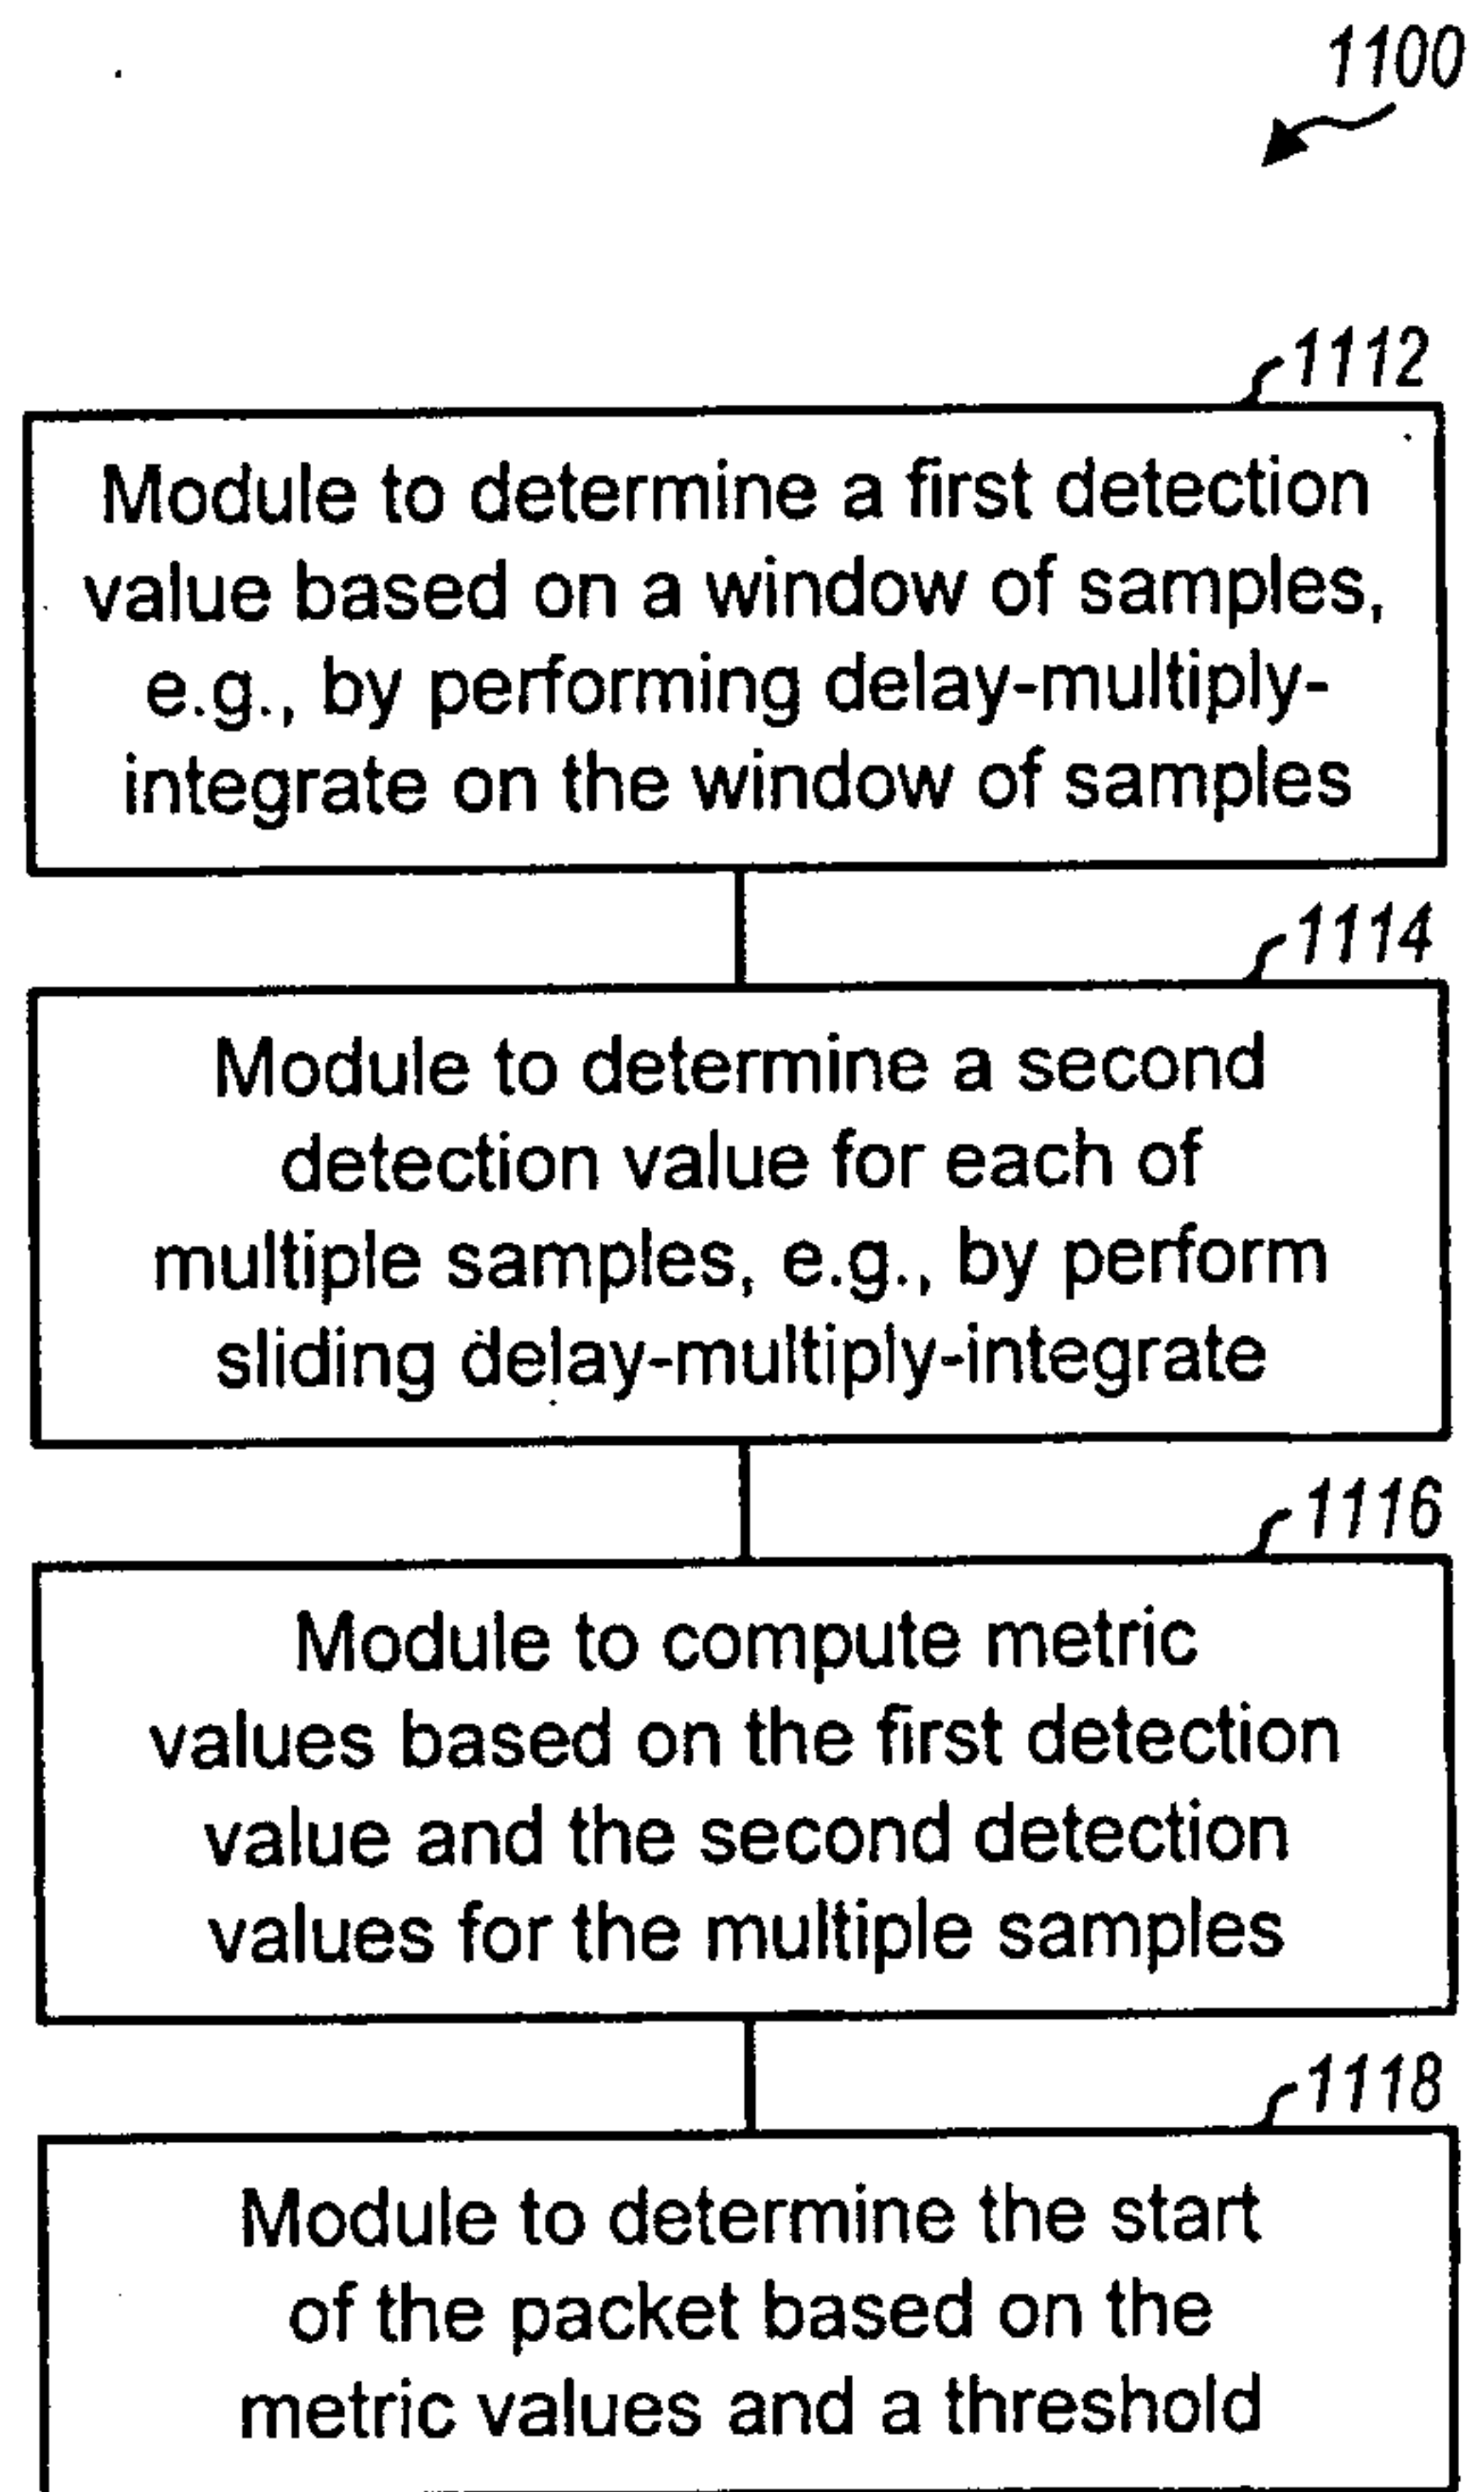 1100
1112
Module to determine a first detection
value based on a window of samples,
e.g., by performing delay-multiply-
integrate on the window of samples
1114
Module to determine a second
detection value for each of
multiple samples, e.g., by perform
sliding delay-multiply-integrate
1116
Module to compute metric
values based on the first detection
value and the second detection
values for the multiple samples
1118
Module to determine the start
of the packet based on the
metric values and a threshold